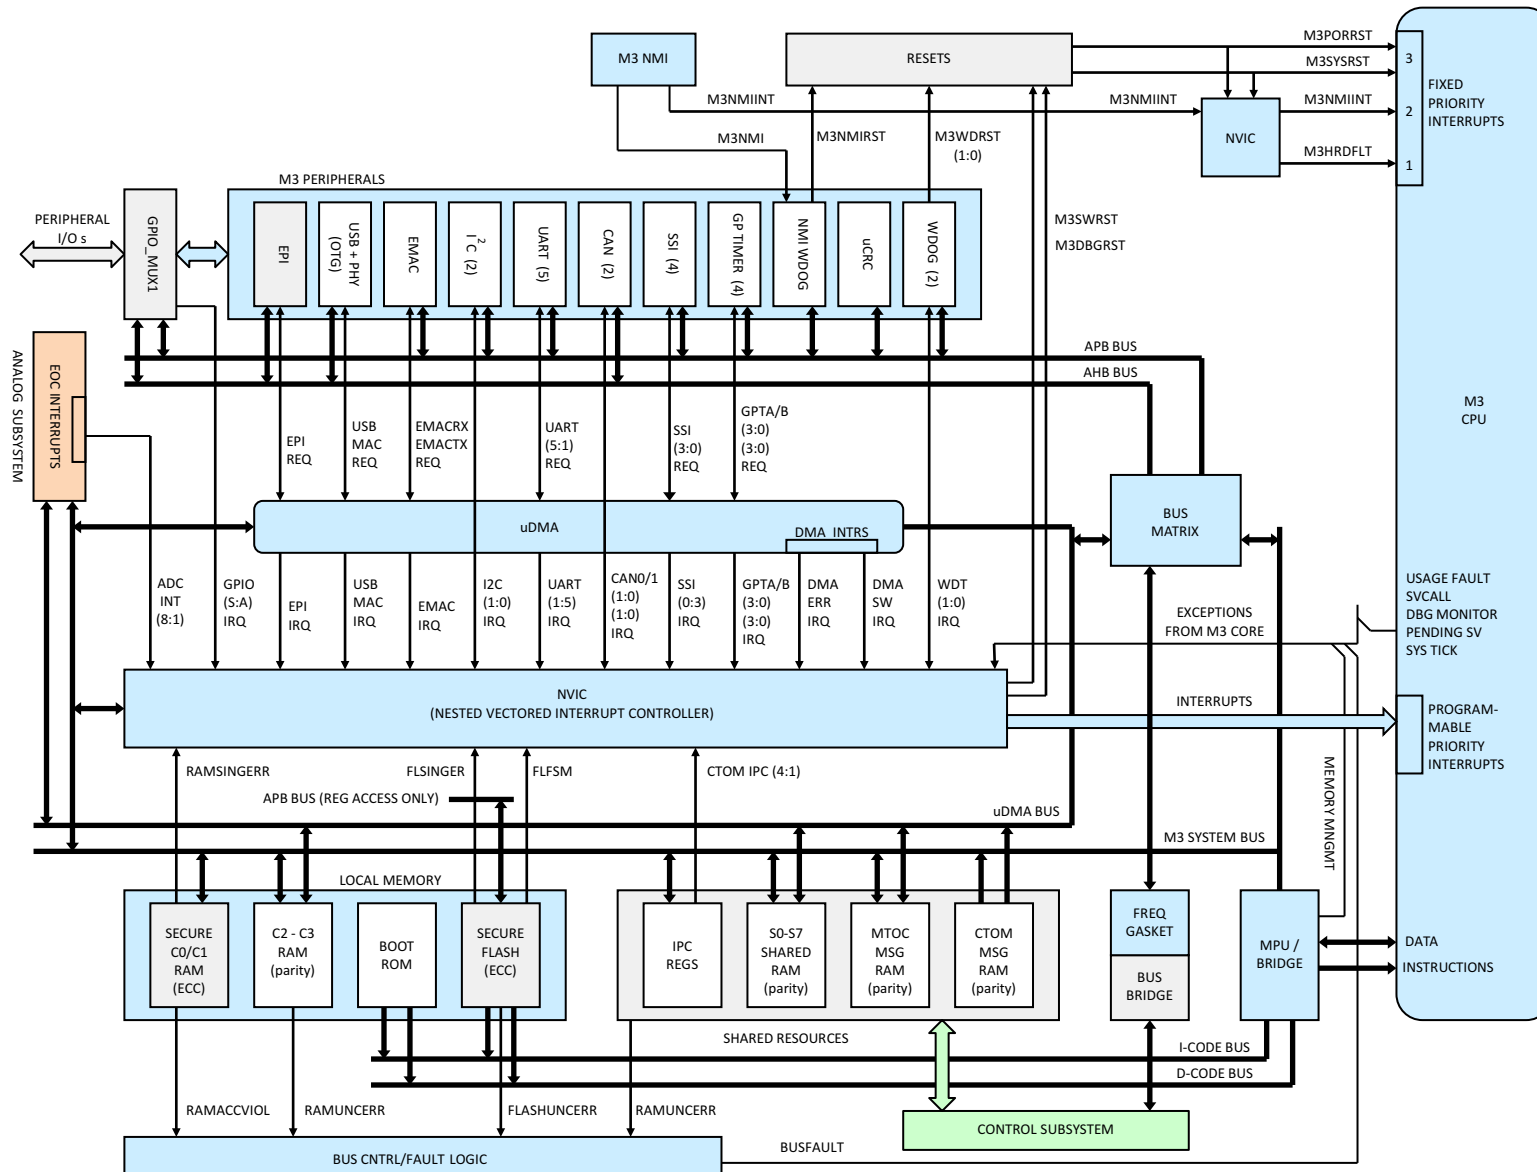 M3 NMI
RESETS
M3PORRST
M3SYSRST
M3NMIINT
M3NMIINT
M3NMIINT
M3HRDFLT
NVIC
3
2
1
FIXED
PRIORITY
INTERRUPTS
M3NMI
M3NMIRST
M3WDRST
(1:0)
M3SWRST
M3DBGRST
M3 PERIPHERALS
PERIPHERAL
I/O s
GPIO_MUX1
EPI
USB + PHY
(OTG)
EMAC
I2C (2)
UART (5)
CAN (2)
SSI (4)
GP TIMER (4)
NMI WDOG
uCRC
WDOG (2)
APB BUS
AHB BUS
ANALOG SUBSYSTEM
EOC INTERRUPTS
M3
CPU
EPI
REQ
USB
MAC
REQ
EMACRX
EMACTX
REQ
UART
(5:1)
REQ
SSI
(3:0)
REQ
GPTA/B
(3:0)
(3:0)
REQ
uDMA
DMA INTRS
BUS
MATRIX
ADC
INT
(8:1)
GPIO
(S:A)
IRQ
EPI
IRQ
USB
MAC
IRQ
EMAC
IRQ
I2C
(1:0)
IRQ
UART
(1:5)
IRQ
CAN0/1
(1:0)
(1:0)
IRQ
SSI
(0:3)
IRQ
GPTA/B
(3:0)
(3:0)
IRQ
DMA
ERR
IRQ
DMA
SW
IRQ
WDT
(1:0)
IRQ
EXCEPTIONS
FROM M3 CORE
USAGE FAULT
SVCALL
DBG MONITOR
PENDING SV
SYS TICK
NVIC
(NESTED VECTORED INTERRUPT CONTROLLER)
INTERRUPTS
PROGRAM-
MABLE
PRIORITY
INTERRUPTS
RAMSINGERR
FLSINGER
FLFSM
CTOM IPC (4:1)
APB BUS (REG ACCESS ONLY)
uDMA BUS
M3 SYSTEM BUS
MEMORY MNGMT
LOCAL MEMORY
SECURE
C0/C1
RAM
(ECC)
C2 - C3
RAM
(parity)
BOOT
ROM
SECURE
FLASH
(ECC)
IPC
REGS
S0-S7
SHARED
RAM
(parity)
MTOC
MSG
RAM
(parity)
CTOM
MSG
RAM
(parity)
FREQ
GASKET
BUS
BRIDGE
MPU /
BRIDGE
DATA
INSTRUCTIONS
SHARED RESOURCES
I-CODE BUS
D-CODE BUS
RAMACCVIOL
RAMUNCERR
FLASHUNCERR
RAMUNCERR
CONTROL SUBSYSTEM
BUS CNTRL/FAULT LOGIC
BUSFAULT